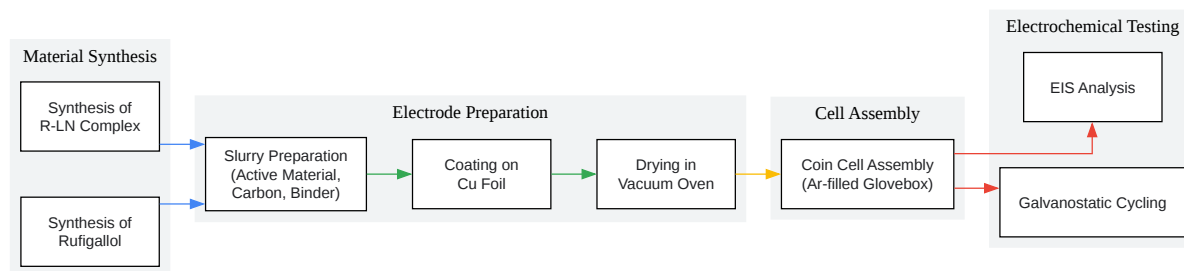 Material Synthesis
Synthesis of
R-LN Complex
Synthesis of
Rufigallol
Electrode Preparation
Slurry Preparation
(Active Material,
Carbon, Binder)
Coating on
Cu Foil
Drying in
Vacuum Oven
Cell Assembly
Coin Cell Assembly
(Ar-filled Glovebox)
Electrochemical Testing
EIS Analysis
Galvanostatic Cycling